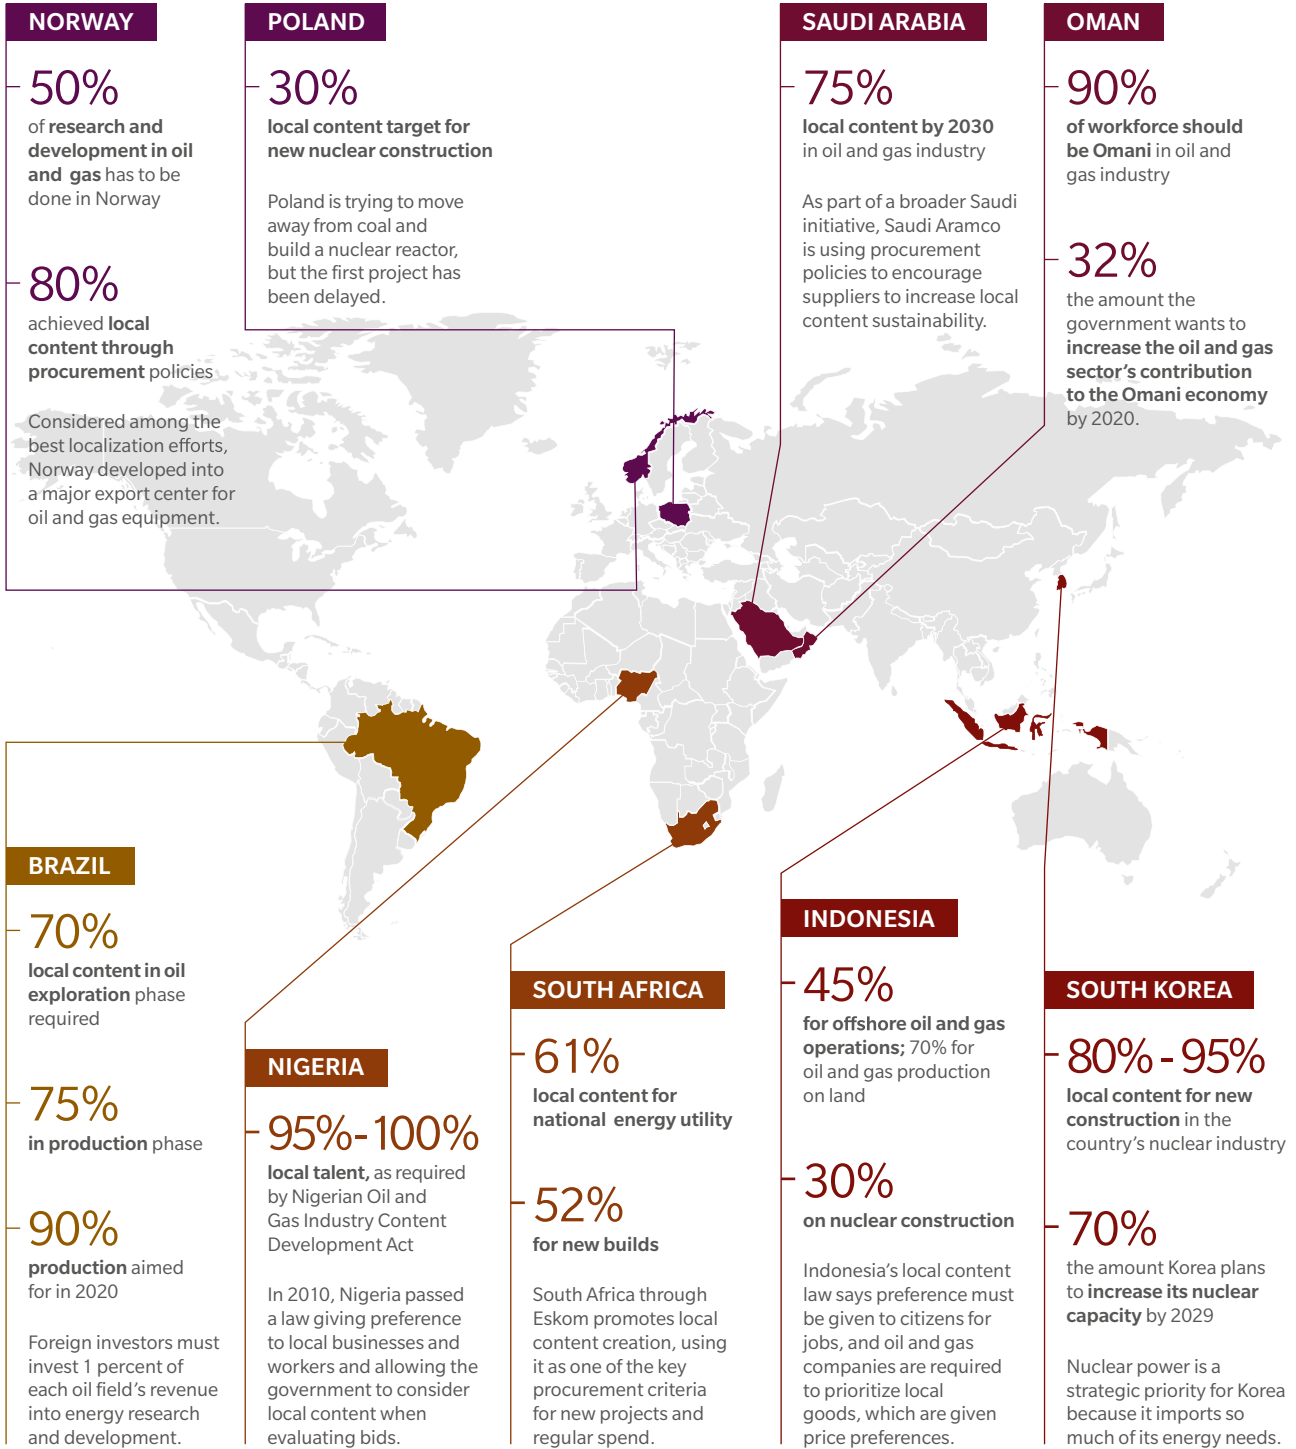 NORWAY
50%
of research and
development in oil
and gas has to be
done in Norway
80%
achieved local
content through
procurement policies
Considered among the
best localization efforts,
Norway developed into
a major export center for
oil and gas equipment.
POLAND
30%
local content target for
new nuclear construction
Poland is trying to move
away from coal and
build a nuclear reactor,
but the first project has
been delayed.
SAUDI ARABIA
75%
local content by 2030
in oil and gas industry
As part of a broader Saudi
initiative, Saudi Aramco
is using procurement
policies to encourage
suppliers to increase local
content sustainability.
OMAN
90%
of workforce should
be Omani in oil and
gas industry
32%
the amount the
government wants to
increase the oil and gas
sector's contribution
to the Omani economy
by 2020.
BRAZIL
70%
local content in oil
exploration phase
required
75%
in production phase
90%
production aimed
for in 2020
Foreign investors must
invest 1 percent of
each oil field's revenue
into energy research
and development.
NIGERIA
95%-100%
local talent, as required
by Nigerian Oil and
Gas Industry Content
Development Act
In 2010, Nigeria passed
a law giving preference
to local businesses and
workers and allowing the
government to consider
local content when
evaluating bids.
SOUTH AFRICA
61%
local content for
national energy utility
52%
for new builds
South Africa through
Eskom promotes local
content creation, using
it as one of the key
procurement criteria
for new projects and
regular spend.
INDONESIA
45%
for offshore oil and gas
operations; 70% for
oil and gas production
on land
30%
on nuclear construction
Indonesia's local content
law says preference must
be given to citizens for
jobs, and oil and gas
companies are required
to prioritize local
goods, which are given
price preferences.
SOUTH KOREA
80% - 95%
local content for new
construction in the
country's nuclear industry
70%
the amount Korea plans
to increase its nuclear
capacity by 2029
Nuclear power is a
strategic priority for Korea
because it imports so
much of its energy needs.